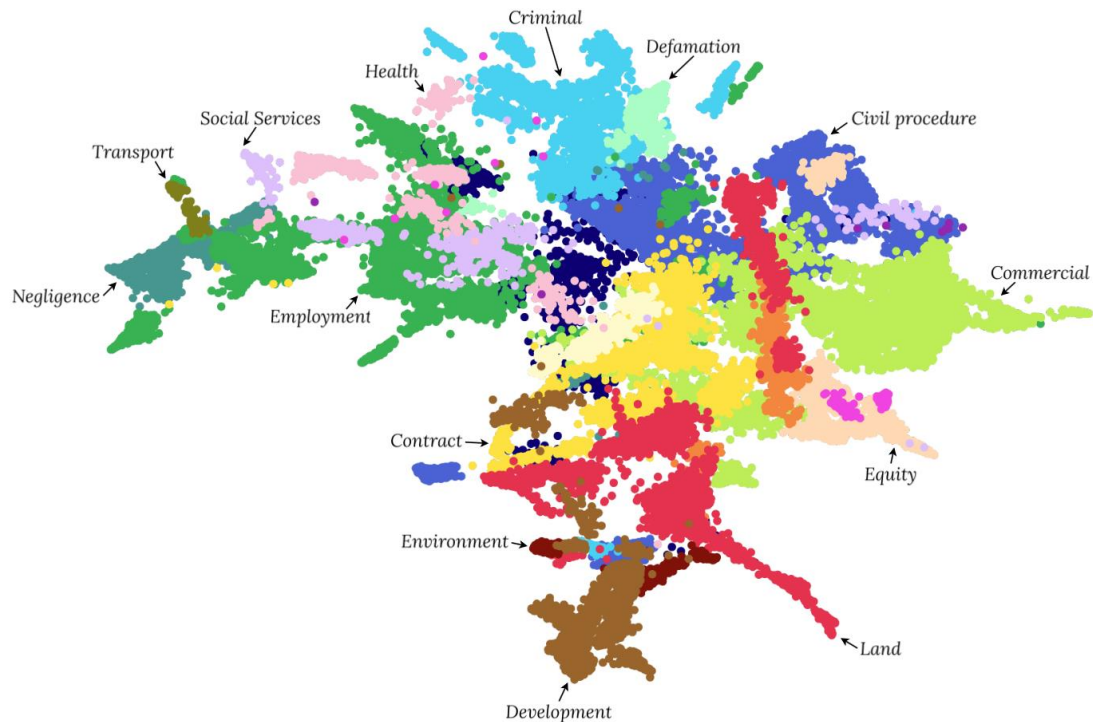 Criminal
Defamation
Health
Social Services
Civil procedure
Transport
Commercial
Negligence
Employment
Contract
Equity
Environment
Land
Development